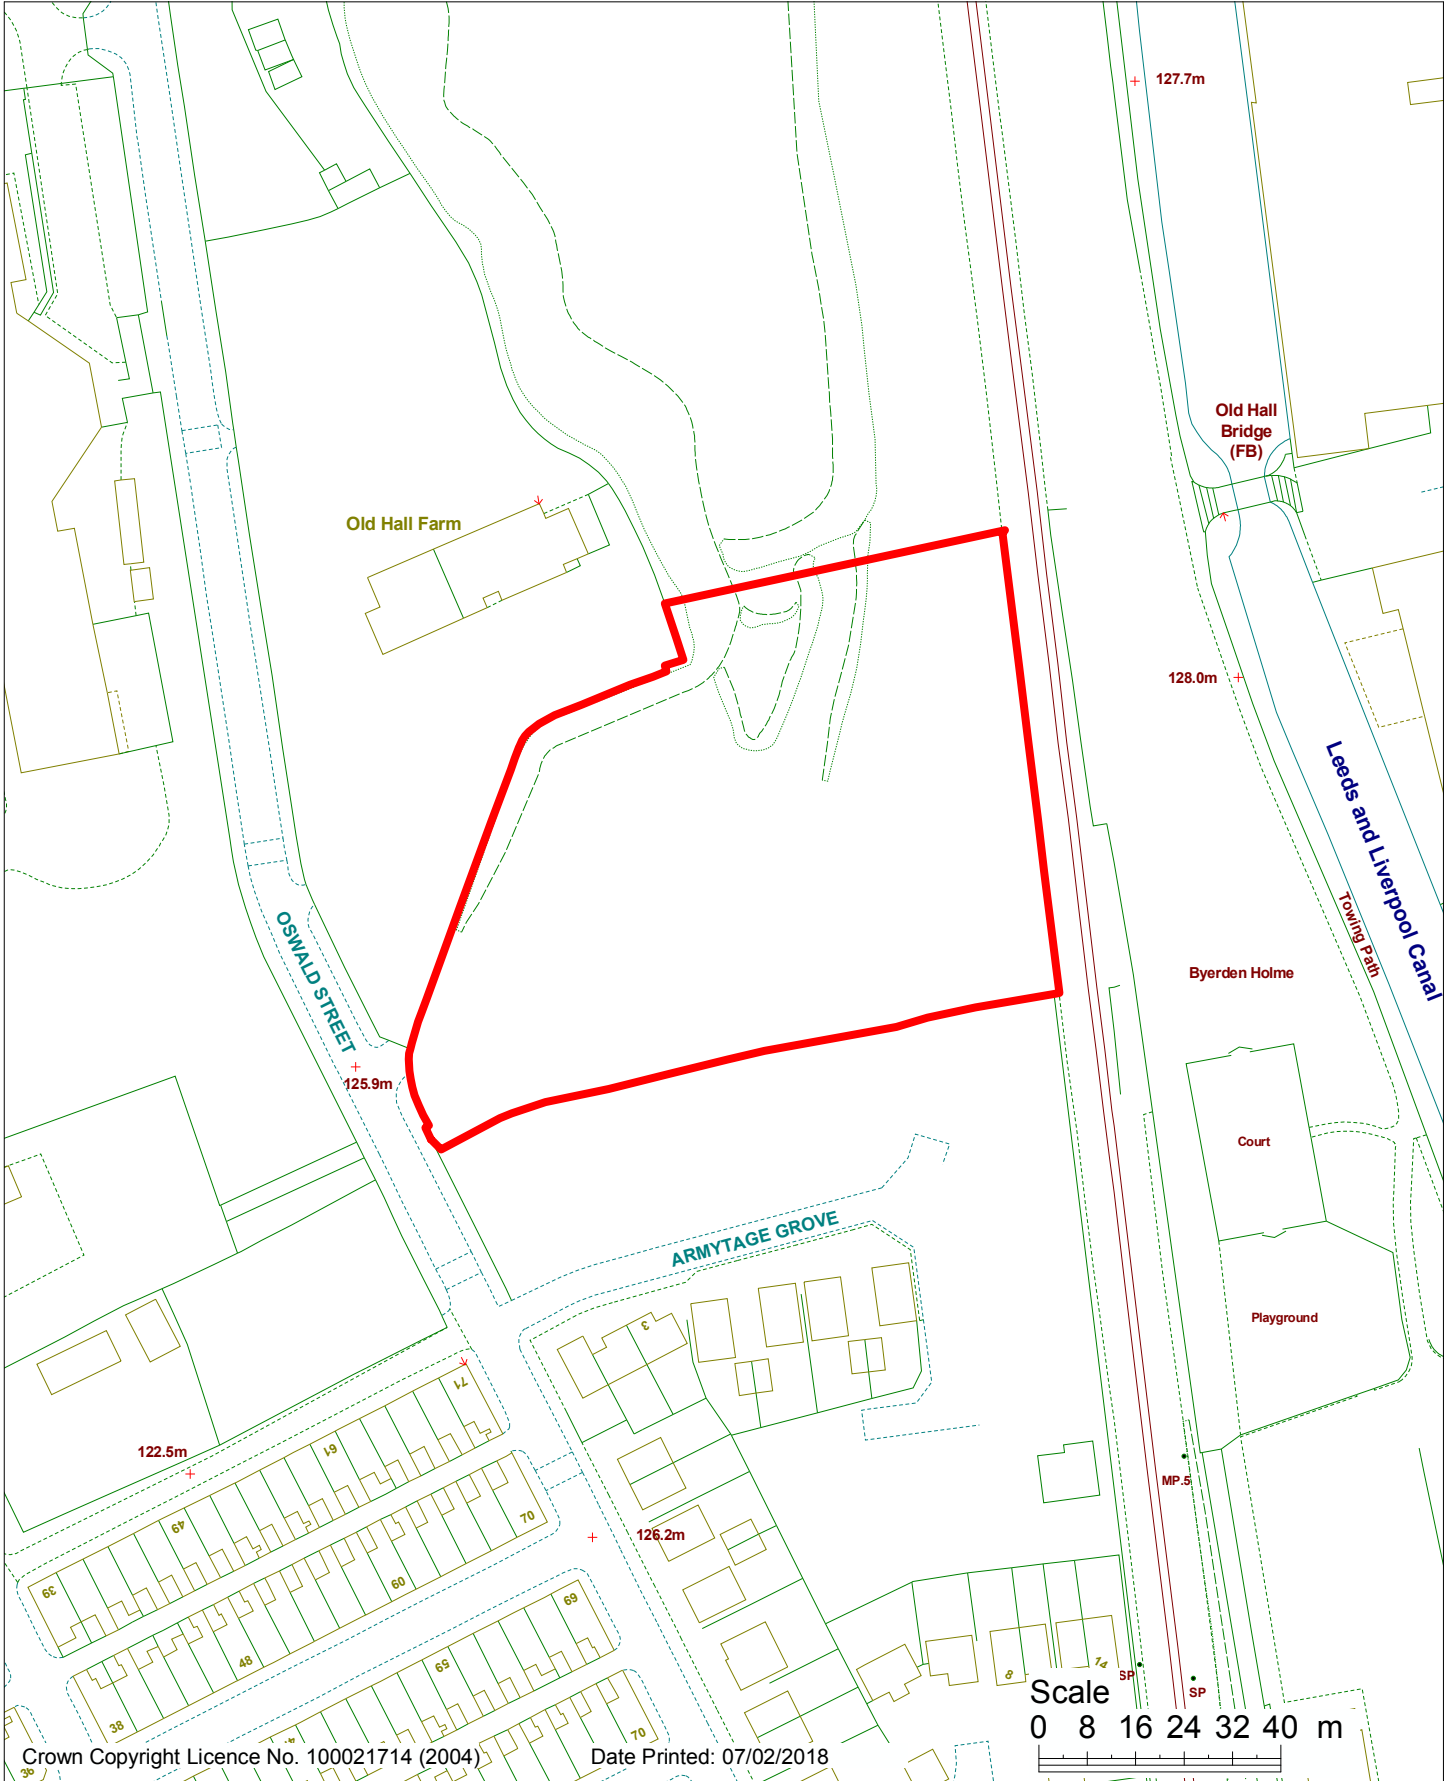 127.7m
Old Hall
Bridge
(FB)
Old Hall Farm
128.0m
Leeds and Liverpool Canal
Towing Path
OSWALD STREET
Byerden Holme
125.9m
Court
ARMYTAGE GROVE
Playground
3
71
122.5m
61
MP.5
49
70
126.2m
39
60
69
48
59
8
14
SP
SP
38
70
36
Scale
0 8 16 24 32 40 m
Crown Copyright Licence No. 100021714 (2004)
Date Printed: 07/02/2018